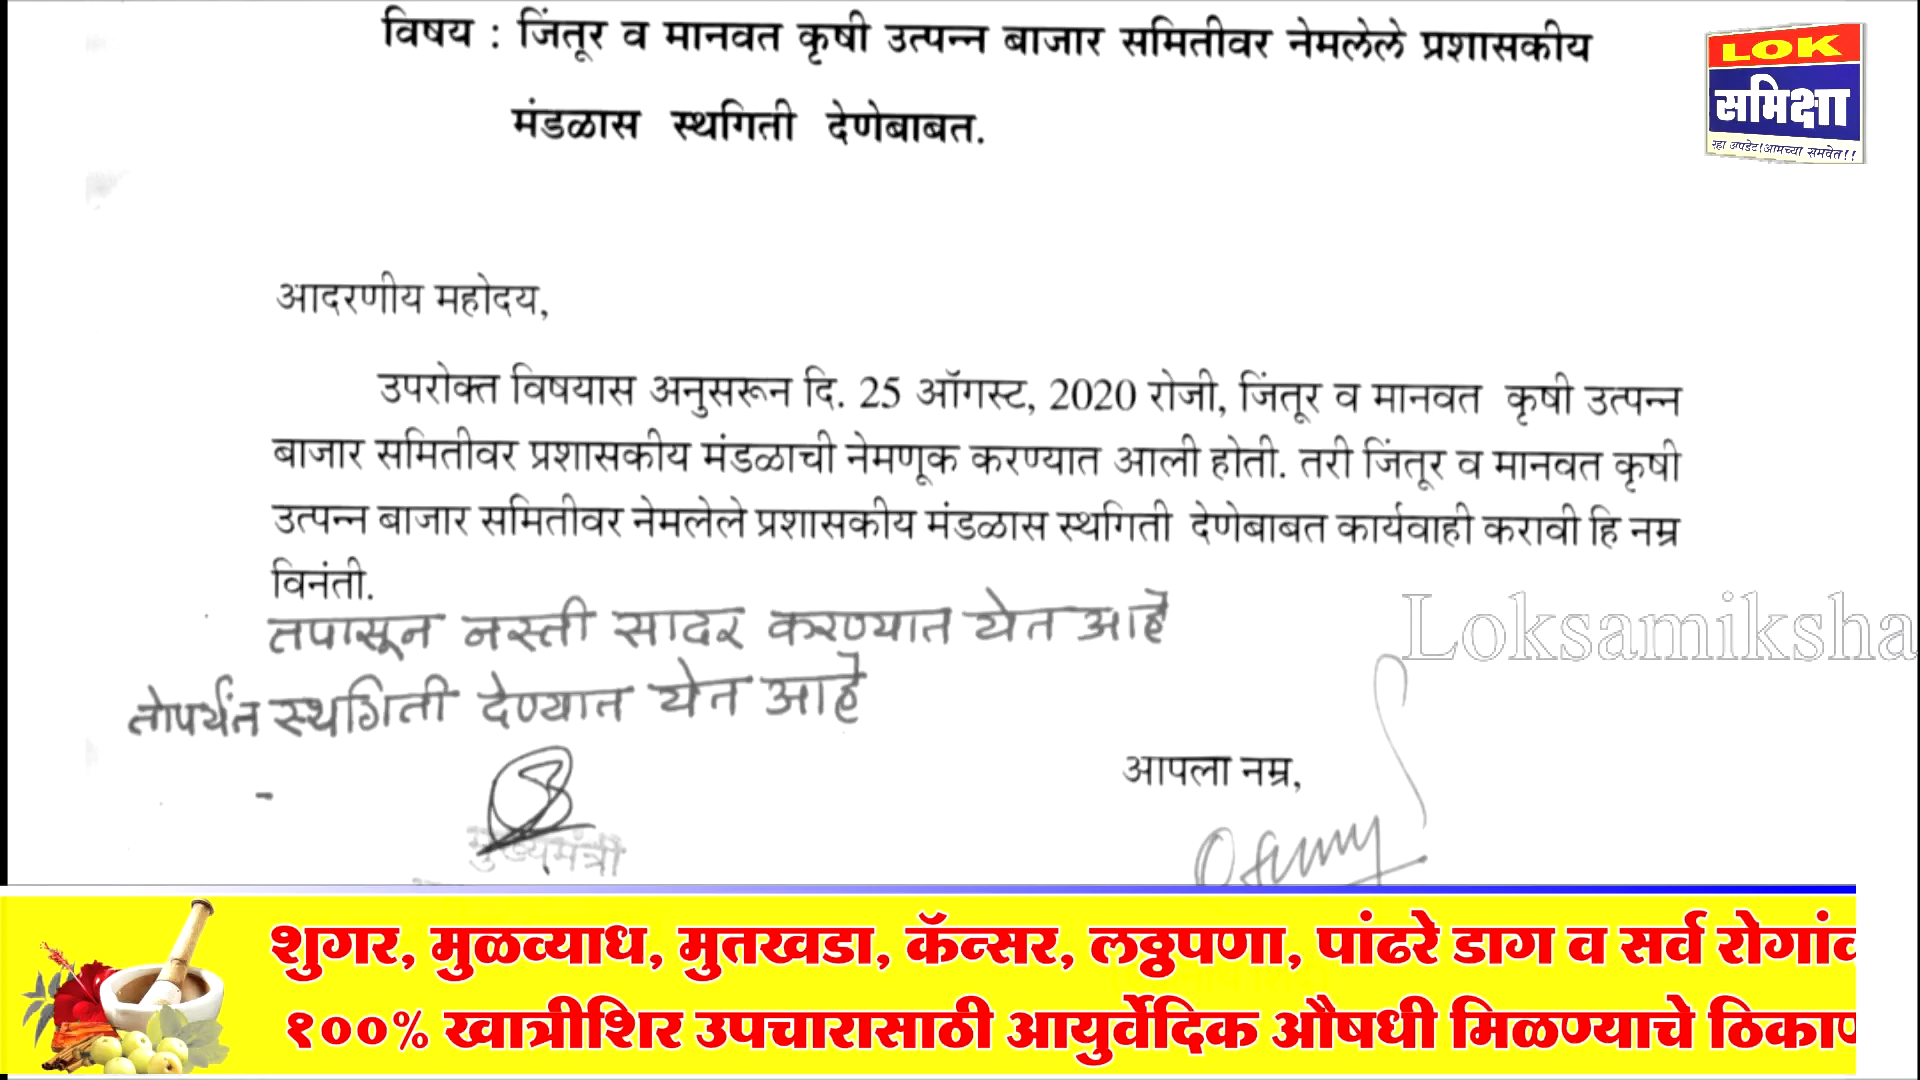 विषय : जिंतूर व मानवत कृषी उत्पन्न बाजार समितीवर नेमलेले प्रशासकीय
मंडळास स्थगिती देणेबाबत.
LOK
समिक्षा
रहा अपडेट!आमच्या समवेत!!
आदरणीय महोदय,
उपरोक्त विषयास अनुसरून दि. 25 ऑगस्ट, 2020 रोजी, जिंतूर व मानवत कृषी उत्पन्न
बाजार समितीवर प्रशासकीय मंडळाची नेमणूक करण्यात आली होती. तरी जिंतूर व मानवत कृषी
उत्पन्न बाजार समितीवर नेमलेले प्रशासकीय मंडळास स्थगिती देणेबाबत कार्यवाही करावी हि नम्र
विनंती.
तपासून नस्ती सादर करण्यात येत आहे
तोपर्यंत स्थगिती देण्यात येत आहे
Loksamiksha
आपला नम्र,
मुख्यमंत्री
शुगर, मुळव्याध, मुतखडा, कॅन्सर, लठ्ठपणा, पांढरे डाग व सर्व
१००% खात्रीशिर उपचारासाठी आयुर्वेदिक औषधी मिळण्याचे